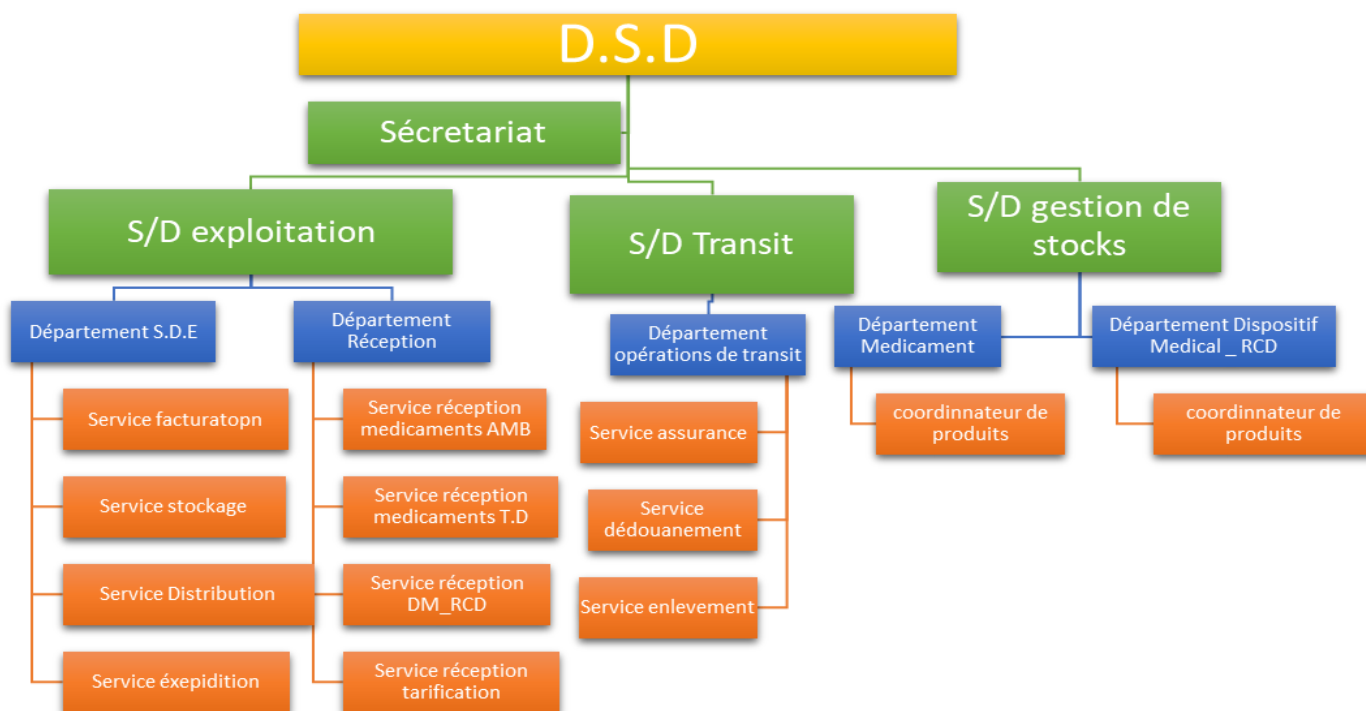 D.S.D
Sécretariat
S/D exploitation
S/D Transit
S/D gestion de
stocks
Département S.D.E
Département
Réception
Département
opérations de transit
Département
Medicament
Département Dispositif
Medical _ RCD
Service facturatopn
Service stockage
Service Distribution
Service éxepidition
Service réception
medicaments AMB
Service réception
medicaments T.D
Service réception
DM_RCD
Service réception
tarification
Service assurance
Service
dédouanement
Service enlevement
coordinnateur de
produits
coordinnateur de
produits